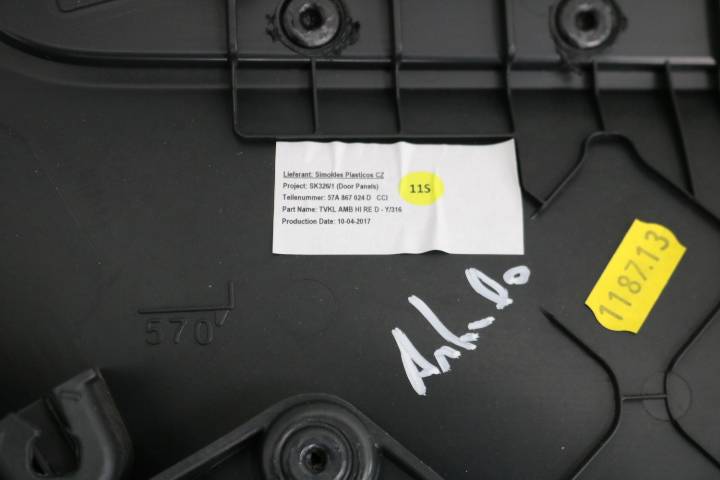 Lieferant: Simoldes Plasticos CZ
Project: SK326/1 (Door Panels)
Teilenummer: 57A 867 024 D CCI
Part Name: TVKL AMB HI RE D - Y/316
Production Date: 10-04-2017
115
1187.13
570